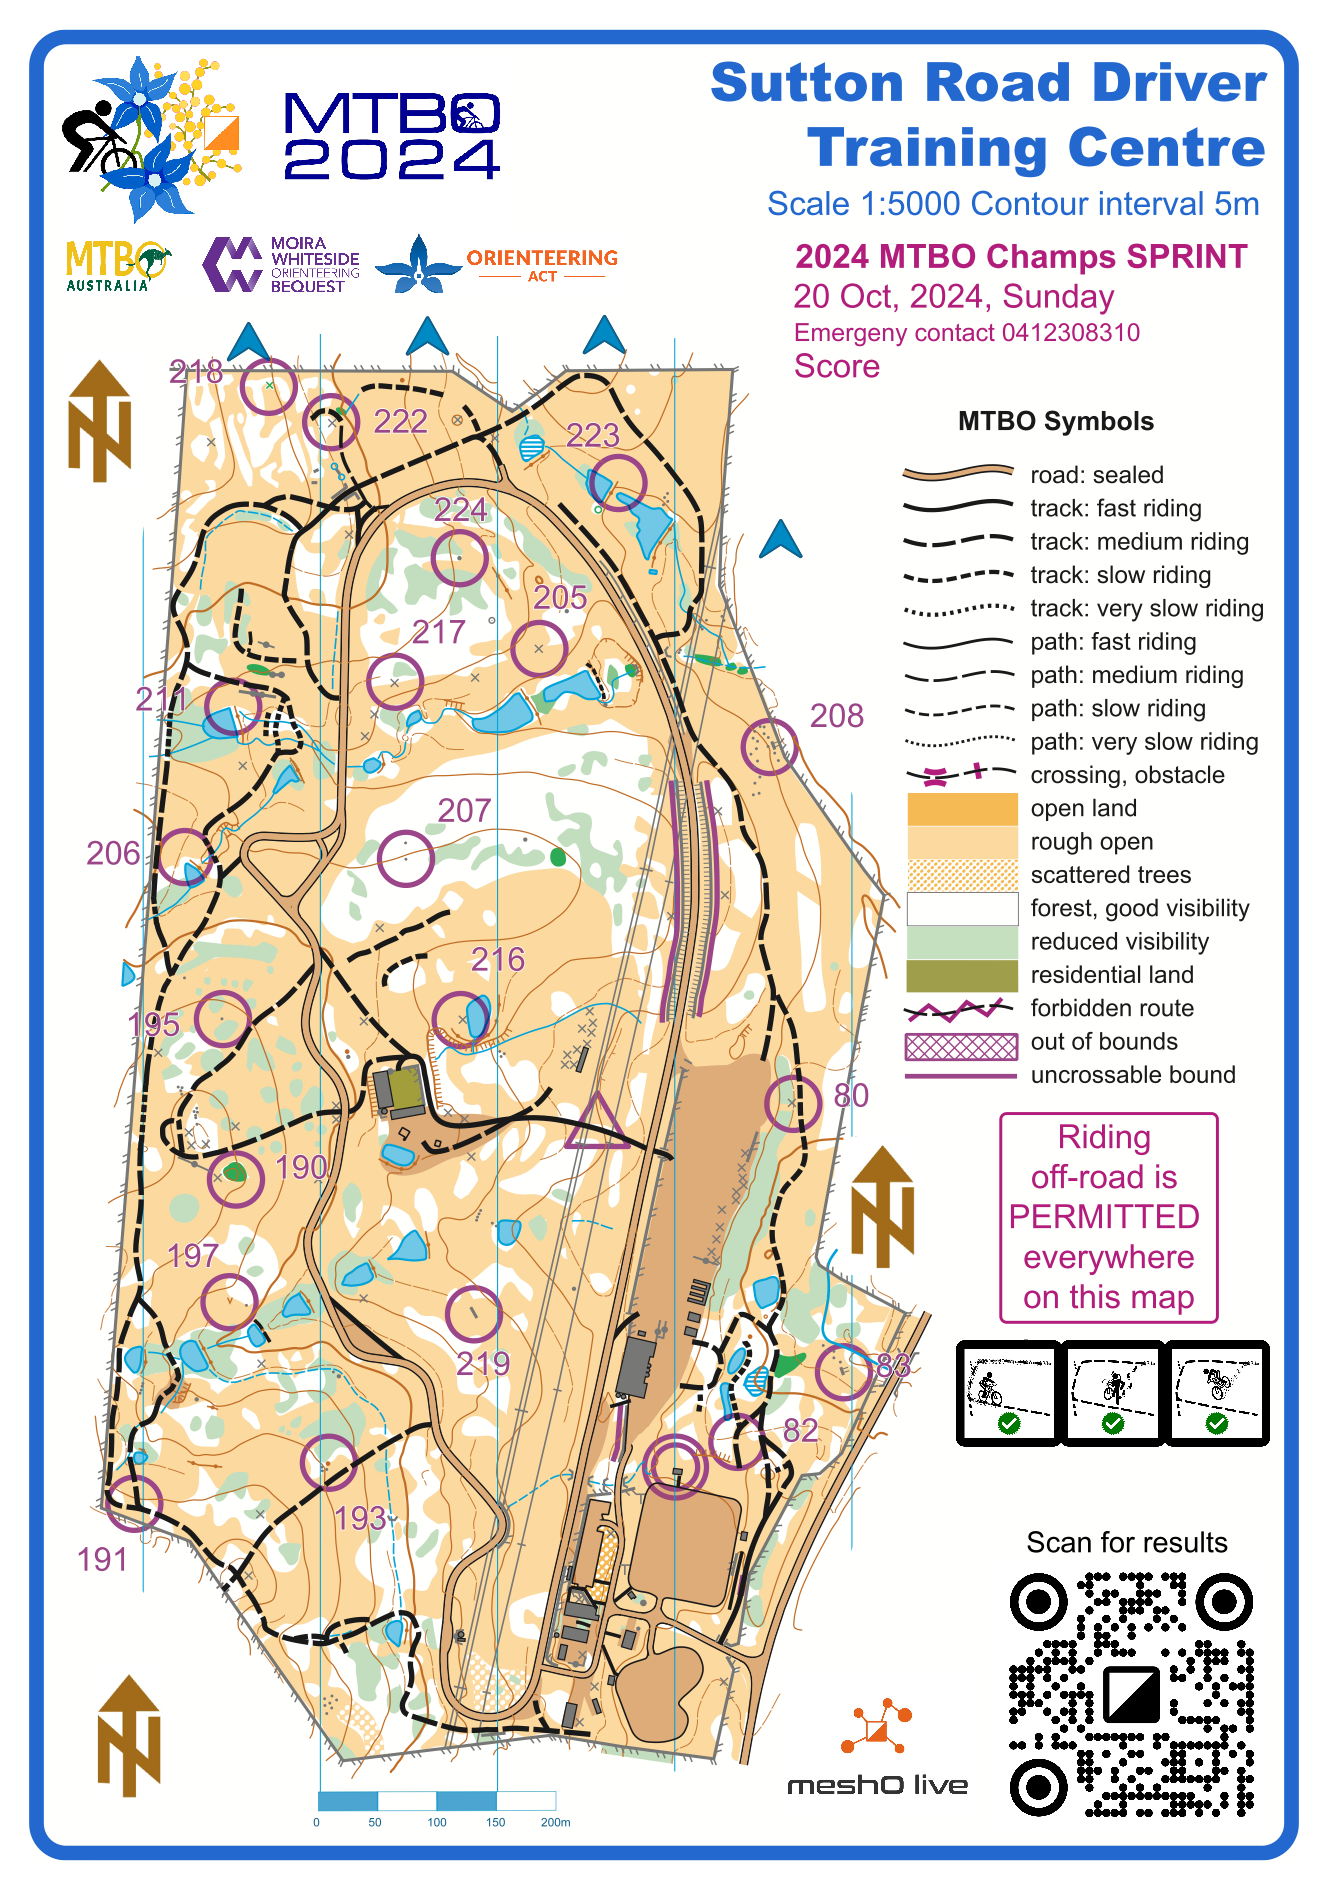 Sutton Road Driver
Training Centre
Scale 1:5000 Contour interval 5m
MTBO
2024
MTBO
AUSTRALIA
MOIRA
WHITESIDE
ORIENTEERING
BEQUEST
ORIENTEERING
ACT
2024 MTBO Champs SPRINT
20 Oct, 2024, Sunday
Emergeny contact 0412308310
Score
218
222
223
224
205
217
211
208
207
206
216
195
80
190
197
219
83
82
193
191
MTBO Symbols
road: sealed
track: fast riding
track: medium riding
track: slow riding
track: very slow riding
path: fast riding
path: medium riding
path: slow riding
path: very slow riding
crossing, obstacle
open land
rough open
scattered trees
forest, good visibility
reduced visibility
residential land
forbidden route
out of bounds
uncrossable bound
Riding
off-road is
PERMITTED
everywhere
on this map
Scan for results
meshO live
0 50 100 150 200m